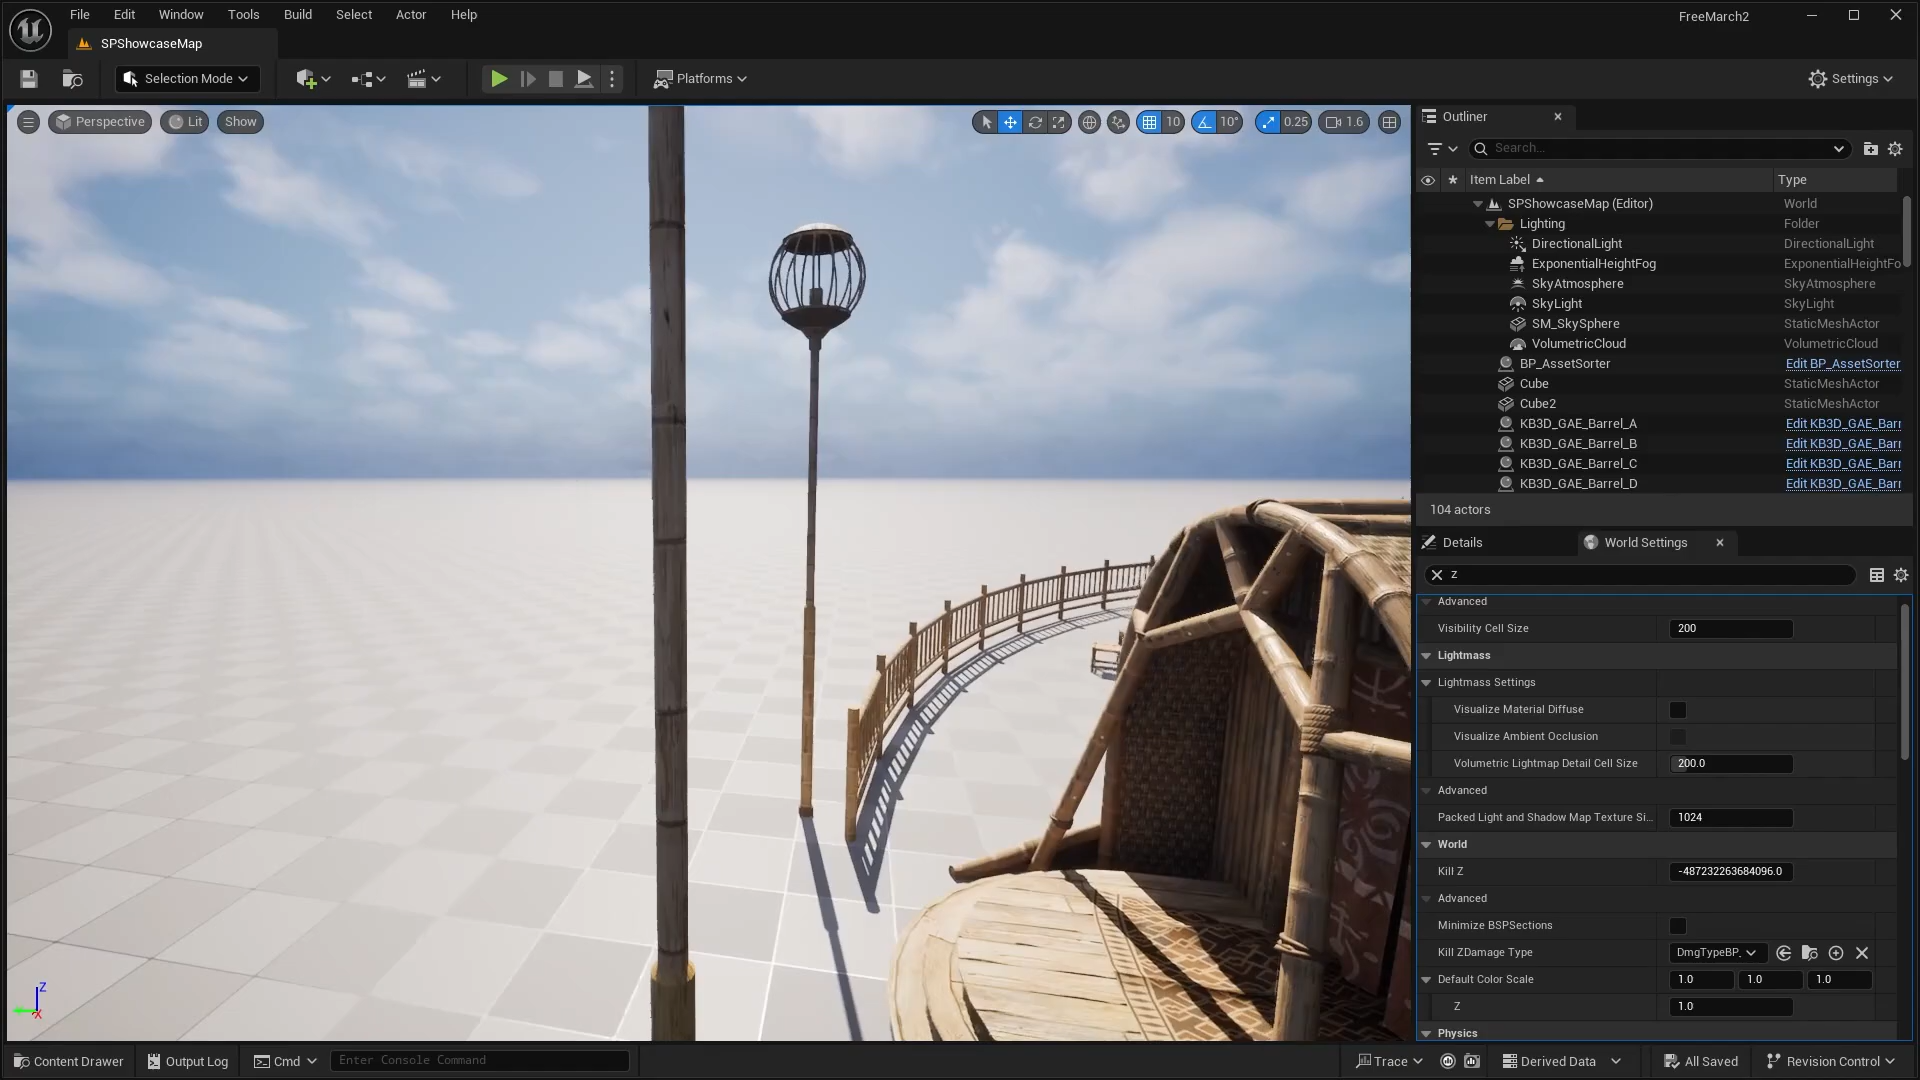 File Edit Window Tools Build Select Actor Help
FreeMarch2
SPShowcaseMap
Selection Mode
Platforms
Settings
Perspective Lit Show
10 10° 0.25 1.6
Outliner
Search...
Item Label Type
SPShowcaseMap (Editor) World
Lighting Folder
DirectionalLight DirectionalLight
ExponentialHeightFog ExponentialHeightFo
SkyAtmosphere SkyAtmosphere
SkyLight SkyLight
SM_SkySphere StaticMeshActor
VolumetricCloud VolumetricCloud
BP_AssetSorter Edit BP_AssetSorter
Cube StaticMeshActor
Cube2 StaticMeshActor
KB3D_GAE_Barrel_A Edit KB3D_GAE_Barr
KB3D_GAE_Barrel_B Edit KB3D_GAE_Barr
KB3D_GAE_Barrel_C Edit KB3D_GAE_Barr
KB3D_GAE_Barrel_D Edit KB3D_GAE_Barr
104 actors
Details World Settings
z
Advanced
Visibility Cell Size 200
Lightmass
Lightmass Settings
Visualize Material Diffuse
Visualize Ambient Occlusion
Volumetric Lightmap Detail Cell Size 200.0
Advanced
Packed Light and Shadow Map Texture Si... 1024
World
Kill Z -487232263684096.0
Advanced
Minimize BSPSections
Kill ZDamage Type DmgTypeBP_
Default Color Scale 1.0 1.0 1.0
Z 1.0
Physics
Z
X
Content Drawer Output Log Cmd Enter Console Command
Trace Derived Data All Saved Revision Control